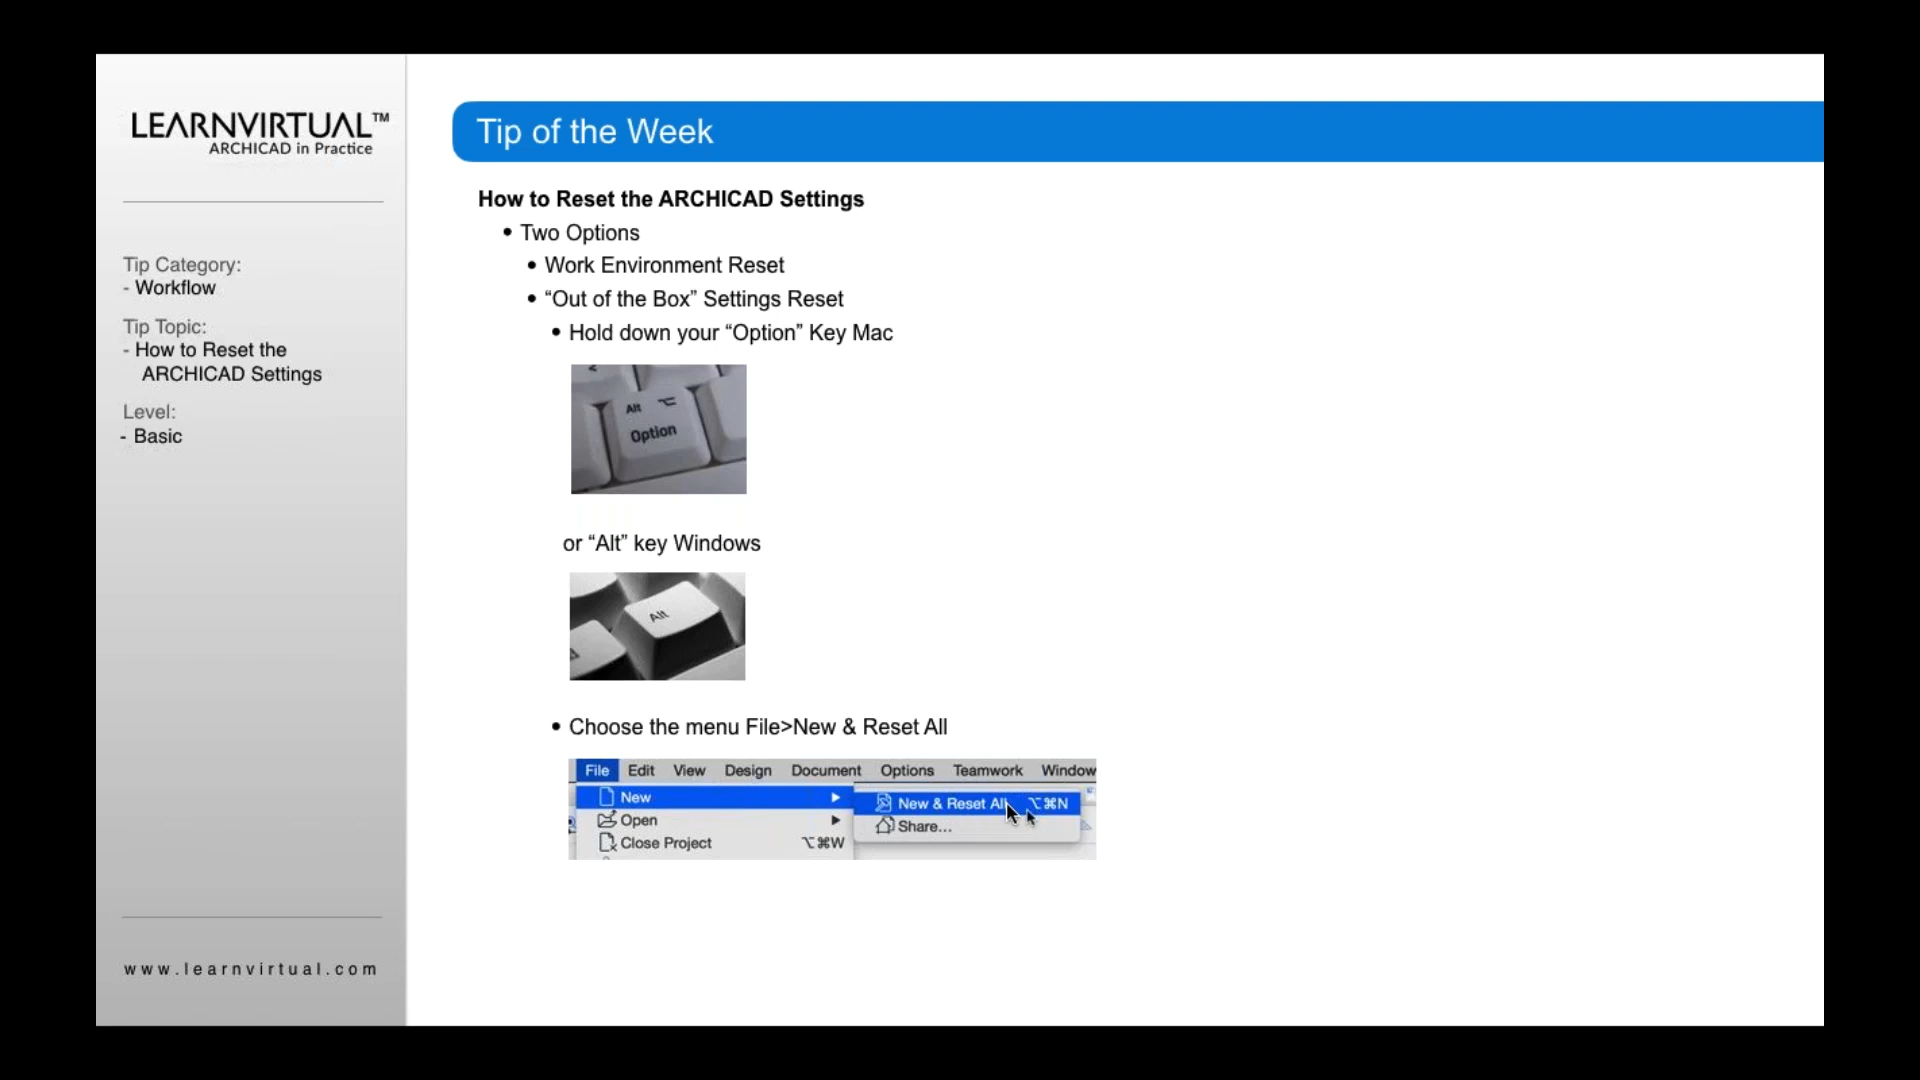 LEARNVIRTUAL™
ARCHICAD in Practice
Tip Category:
- Workflow
Tip Topic:
- How to Reset the
ARCHICAD Settings
Level:
- Basic
www.learnvirtual.com
Tip of the Week
How to Reset the ARCHICAD Settings
• Two Options
• Work Environment Reset
• “Out of the Box” Settings Reset
• Hold down your “Option” Key Mac
Alt ⌥
Option
or “Alt” key Windows
Alt
• Choose the menu File>New & Reset All
File Edit View Design Document Options Teamwork Window
New ▶
New & Reset All ⌥⌘N
Open ▶
Share...
Close Project ⌥⌘W